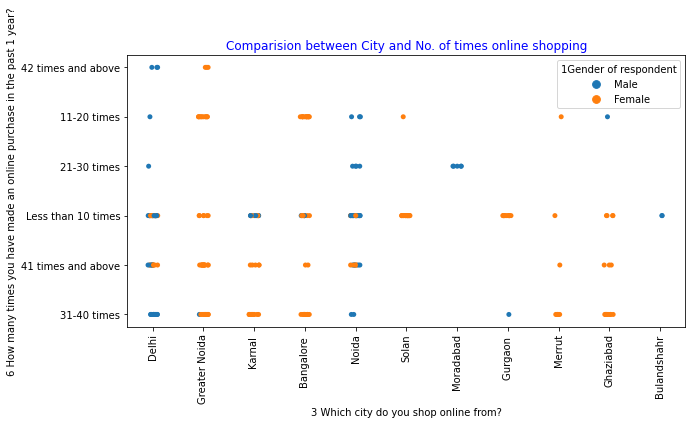 Comparision between City and No. of times online shopping
6 How many times you have made an online purchase in the past 1 year?
42 times and above
11-20 times
21-30 times
Less than 10 times
41 times and above
31-40 times
1Gender of respondent
Male
Female
Delhi
Greater Noida
Karnal
Bangalore
Noida
Solan
Moradabad
Gurgaon
Merrut
Ghaziabad
Bulandshahr
3 Which city do you shop online from?